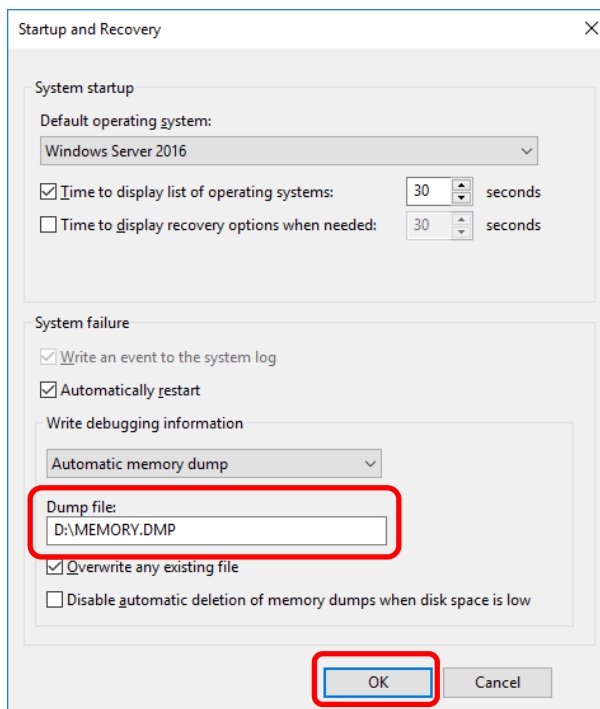 Startup and Recovery
System startup
Default operating system:
Windows Server 2016
Time to display list of operating systems: 30 seconds
Time to display recovery options when needed: 30 seconds
System failure
Write an event to the system log
Automatically restart
Write debugging information
Automatic memory dump
Dump file:
D:\MEMORY.DMP
Overwrite any existing file
Disable automatic deletion of memory dumps when disk space is low
OK Cancel